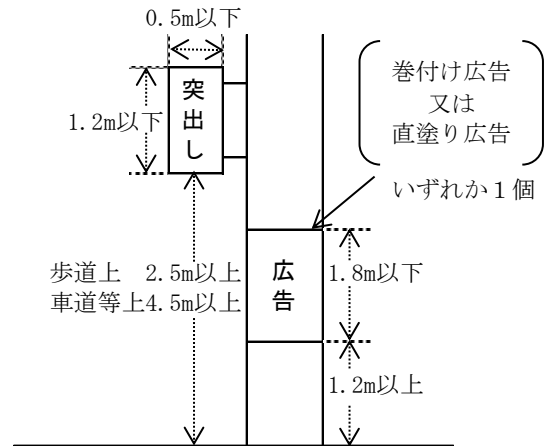 0.5m以下
巻付け広告
又は
直塗り広告
いずれか１個
突出し
1.2m以下
歩道上　2.5m以上
車道等上4.5m以上
広告
1.8m以下
1.2m以上